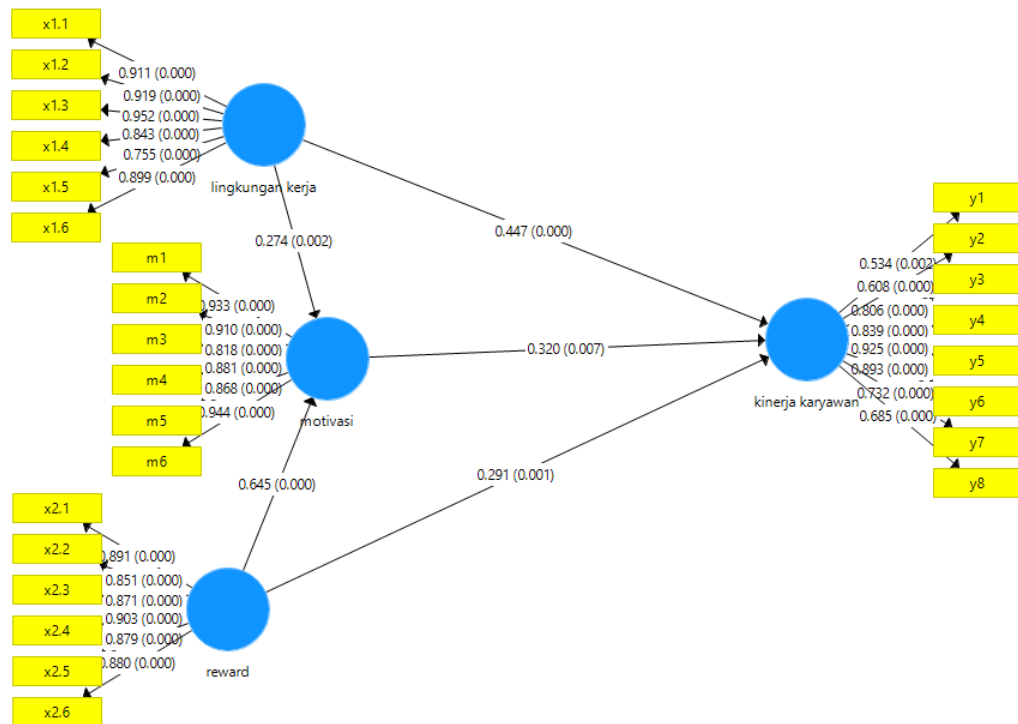 x1.1
x1.2
x1.3
x1.4
x1.5
x1.6
0.911 (0.000)
0.919 (0.000)
0.952 (0.000)
0.843 (0.000)
0.755 (0.000)
0.899 (0.000)
lingkungan kerja
0.274 (0.002)
0.447 (0.000)
m1
m2
m3
m4
m5
m6
0.933 (0.000)
0.910 (0.000)
0.818 (0.000)
0.881 (0.000)
0.868 (0.000)
0.944 (0.000)
motivasi
0.320 (0.007)
0.645 (0.000)
0.291 (0.001)
x2.1
x2.2
x2.3
x2.4
x2.5
x2.6
0.891 (0.000)
0.851 (0.000)
0.871 (0.000)
0.903 (0.000)
0.879 (0.000)
0.880 (0.000)
reward
kinerja karyawan
0.534 (0.002)
0.608 (0.000)
0.806 (0.000)
0.839 (0.000)
0.925 (0.000)
0.893 (0.000)
0.732 (0.000)
0.685 (0.000)
y1
y2
y3
y4
y5
y6
y7
y8